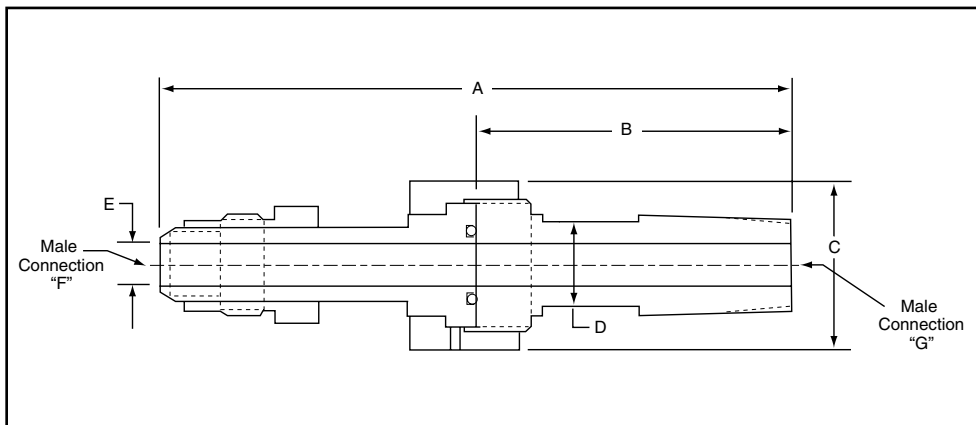 A
B
E
Male
Connection
“F”
C
D
Male
Connection
“G”